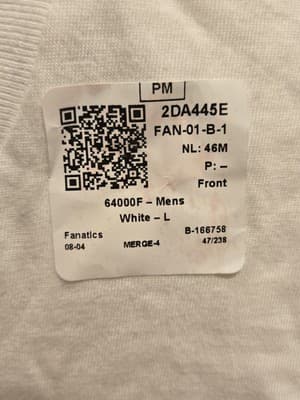 PM
2DA445E
FAN-01-B-1
NL: 46M
P: –
Front
64000F – Mens
White – L
Fanatics B-166758
08-04 MERGE-4 47/238